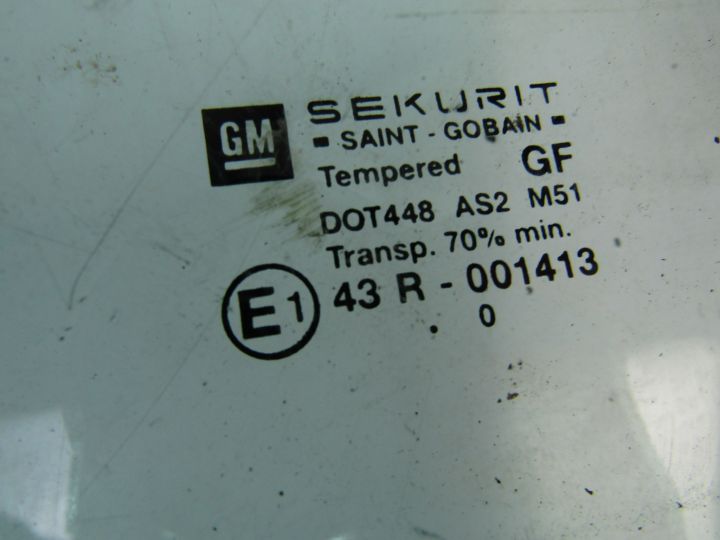 GM
SEKURIT
SAINT - GOBAIN
Tempered GF
DOT448 AS2 M51
Transp. 70% min.
E1 43 R - 001413
. 0